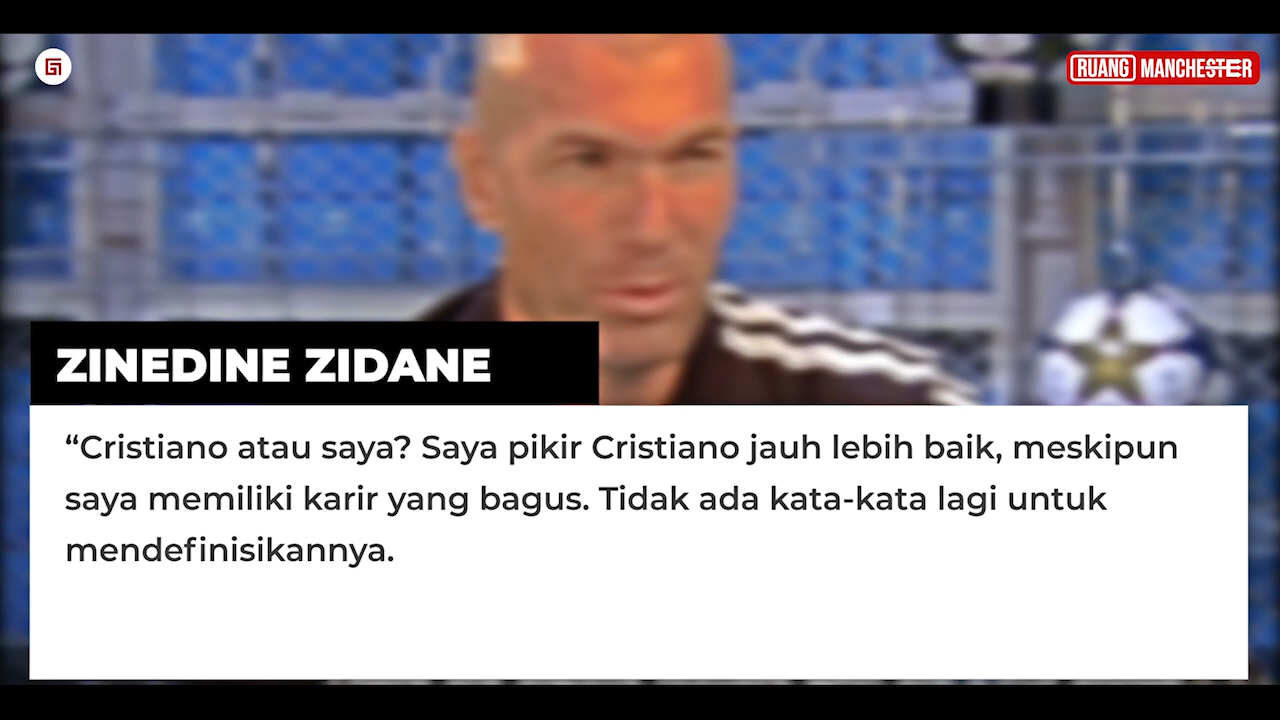 RUANG MANCHESTER
ZINEDINE ZIDANE
“Cristiano atau saya? Saya pikir Cristiano jauh lebih baik, meskipun
saya memiliki karir yang bagus. Tidak ada kata-kata lagi untuk
mendefinisikannya.